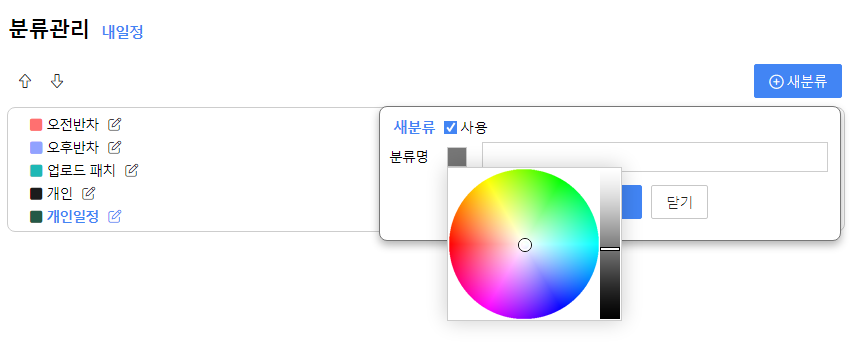 분류관리 내일정
새분류
오전반차
오후반차
업로드 패치
개인
개인일정
새분류 사용
분류명
닫기